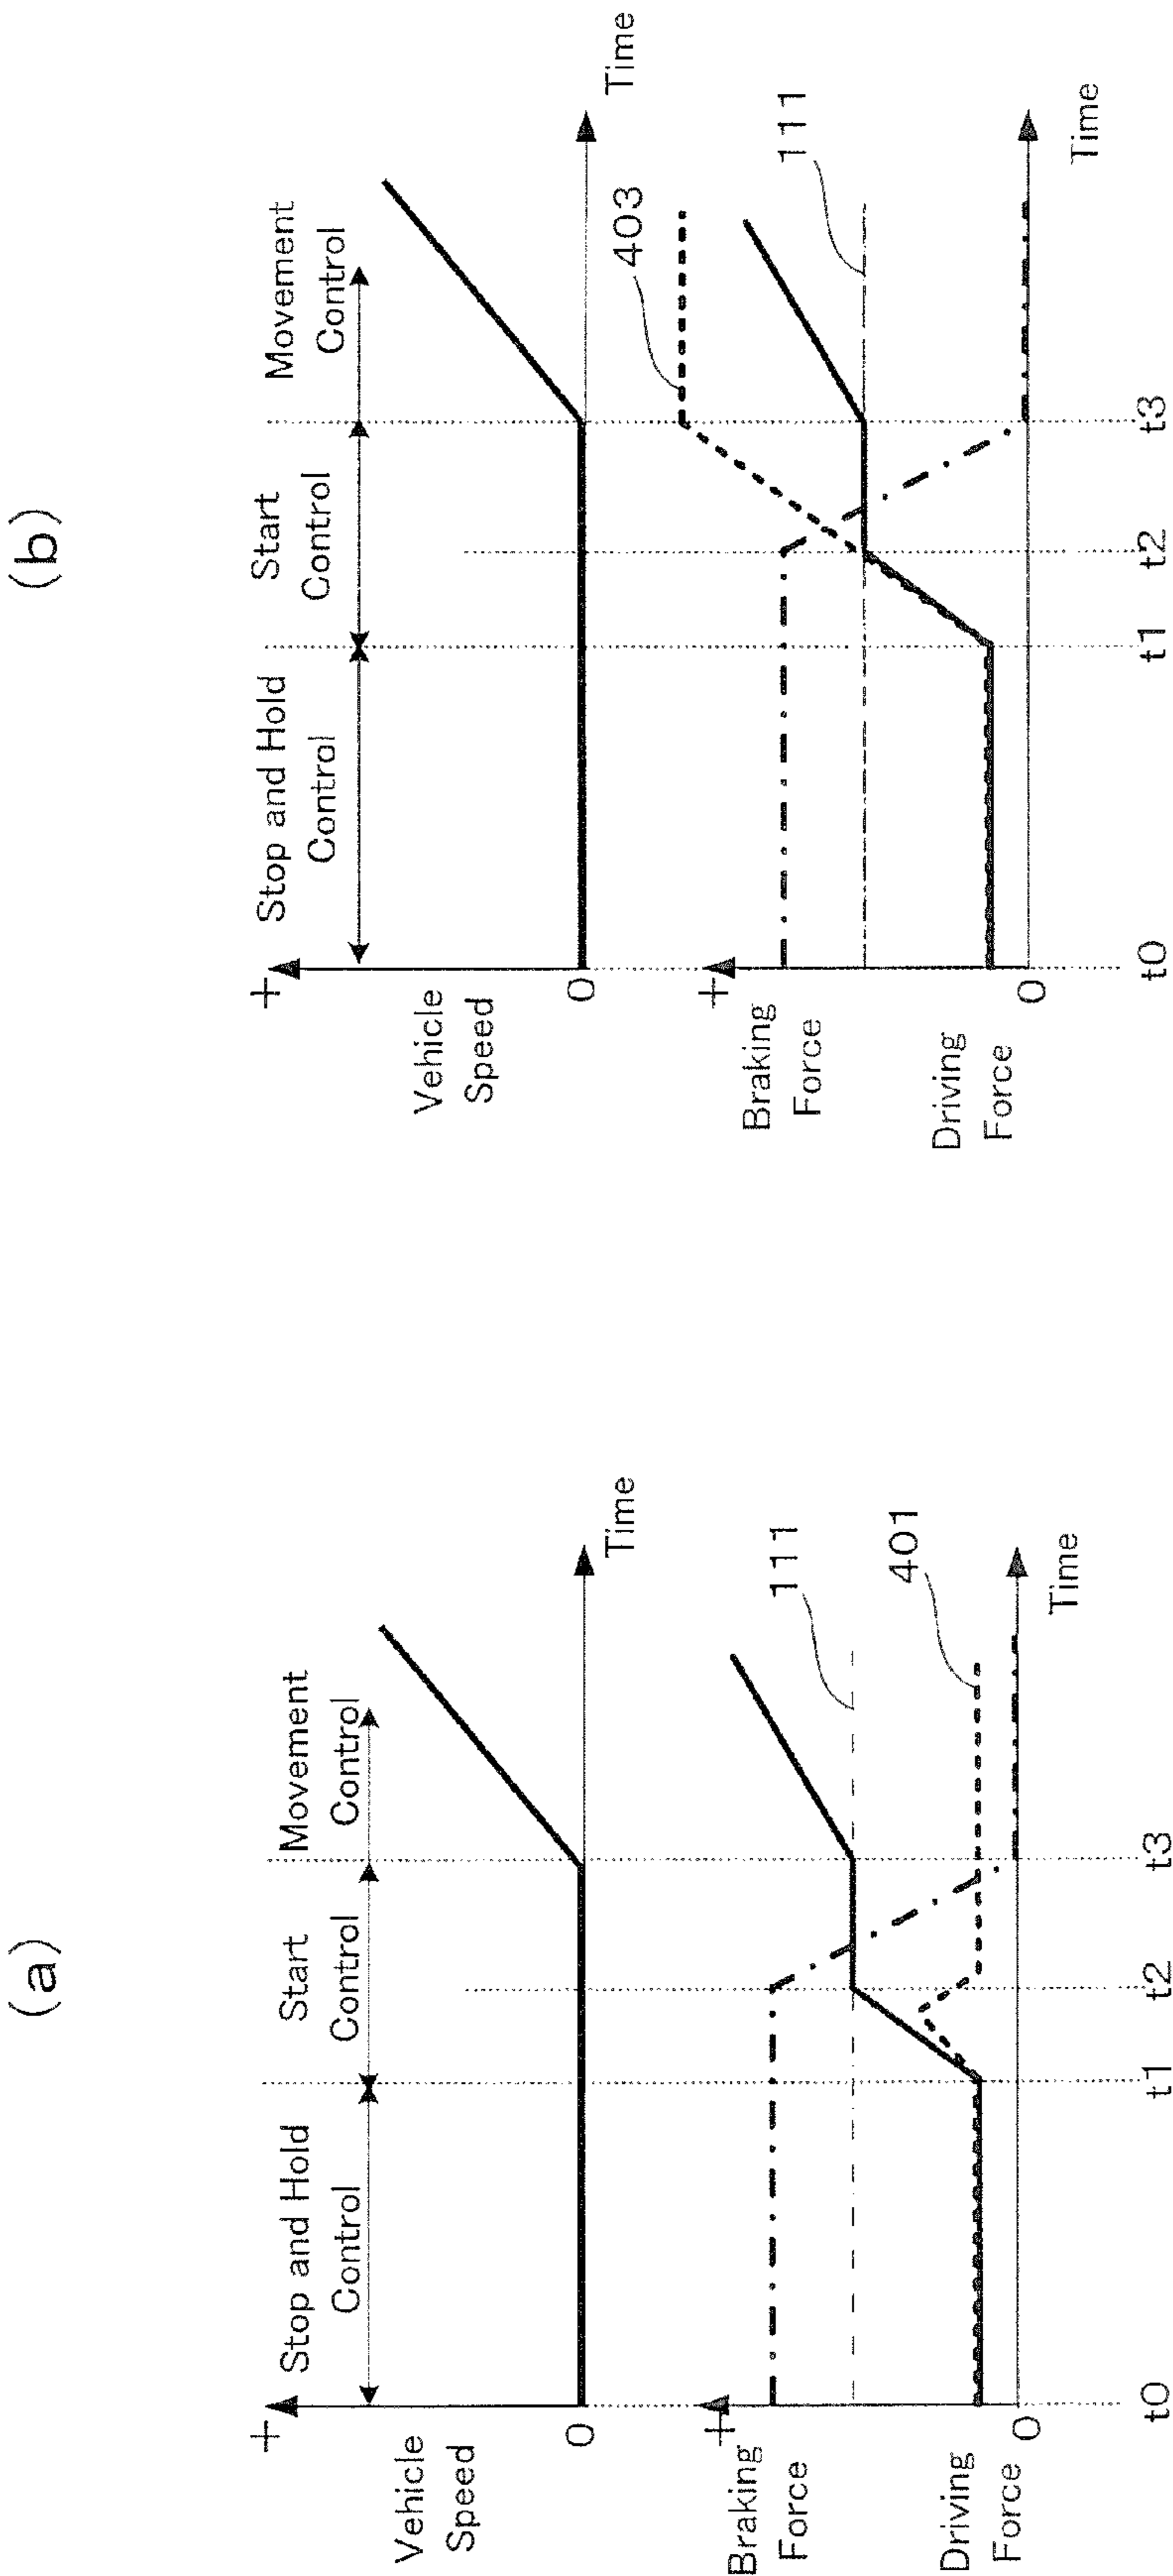 (a)
Stop and Hold
Control
Start
Control
Movement
Control
+
Vehicle
Speed
0
Time
+
Braking
Force
Driving
Force
0
111
401
Time
t0
t1
t2
t3
(b)
Stop and Hold
Control
Start
Control
Movement
Control
+
Vehicle
Speed
0
Time
+
Braking
Force
Driving
Force
0
403
111
Time
t0
t1
t2
t3